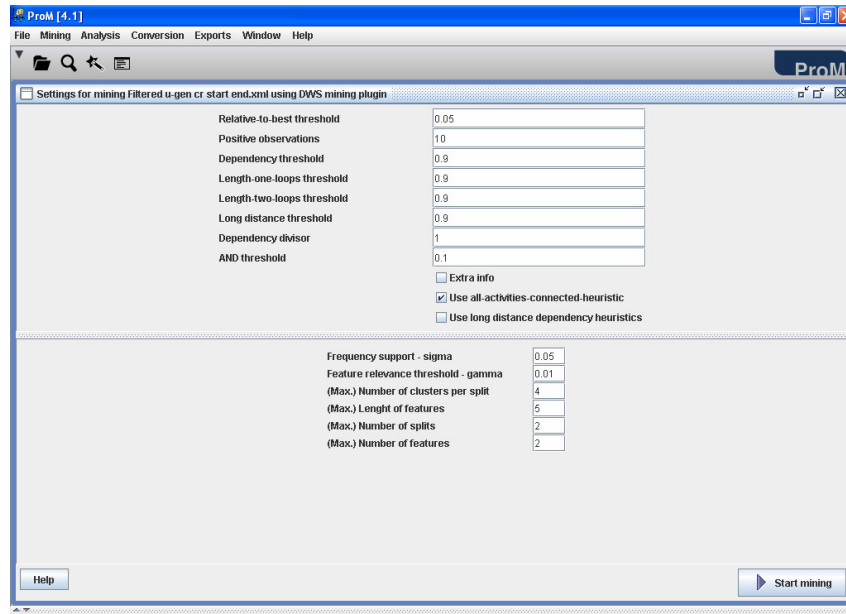 ProM [4.1]
File Mining Analysis Conversion Exports Window Help
ProM
Settings for mining Filtered u-gen cr start end.xml using DWS mining plugin
Relative-to-best threshold 0.05
Positive observations 10
Dependency threshold 0.9
Length-one-loops threshold 0.9
Length-two-loops threshold 0.9
Long distance threshold 0.9
Dependency divisor 1
AND threshold 0.1
Extra info
Use all-activities-connected-heuristic
Use long distance dependency heuristics
Frequency support - sigma 0.05
Feature relevance threshold - gamma 0.01
(Max.) Number of clusters per split 4
(Max.) Lenght of features 5
(Max.) Number of splits 2
(Max.) Number of features 2
Help Start mining